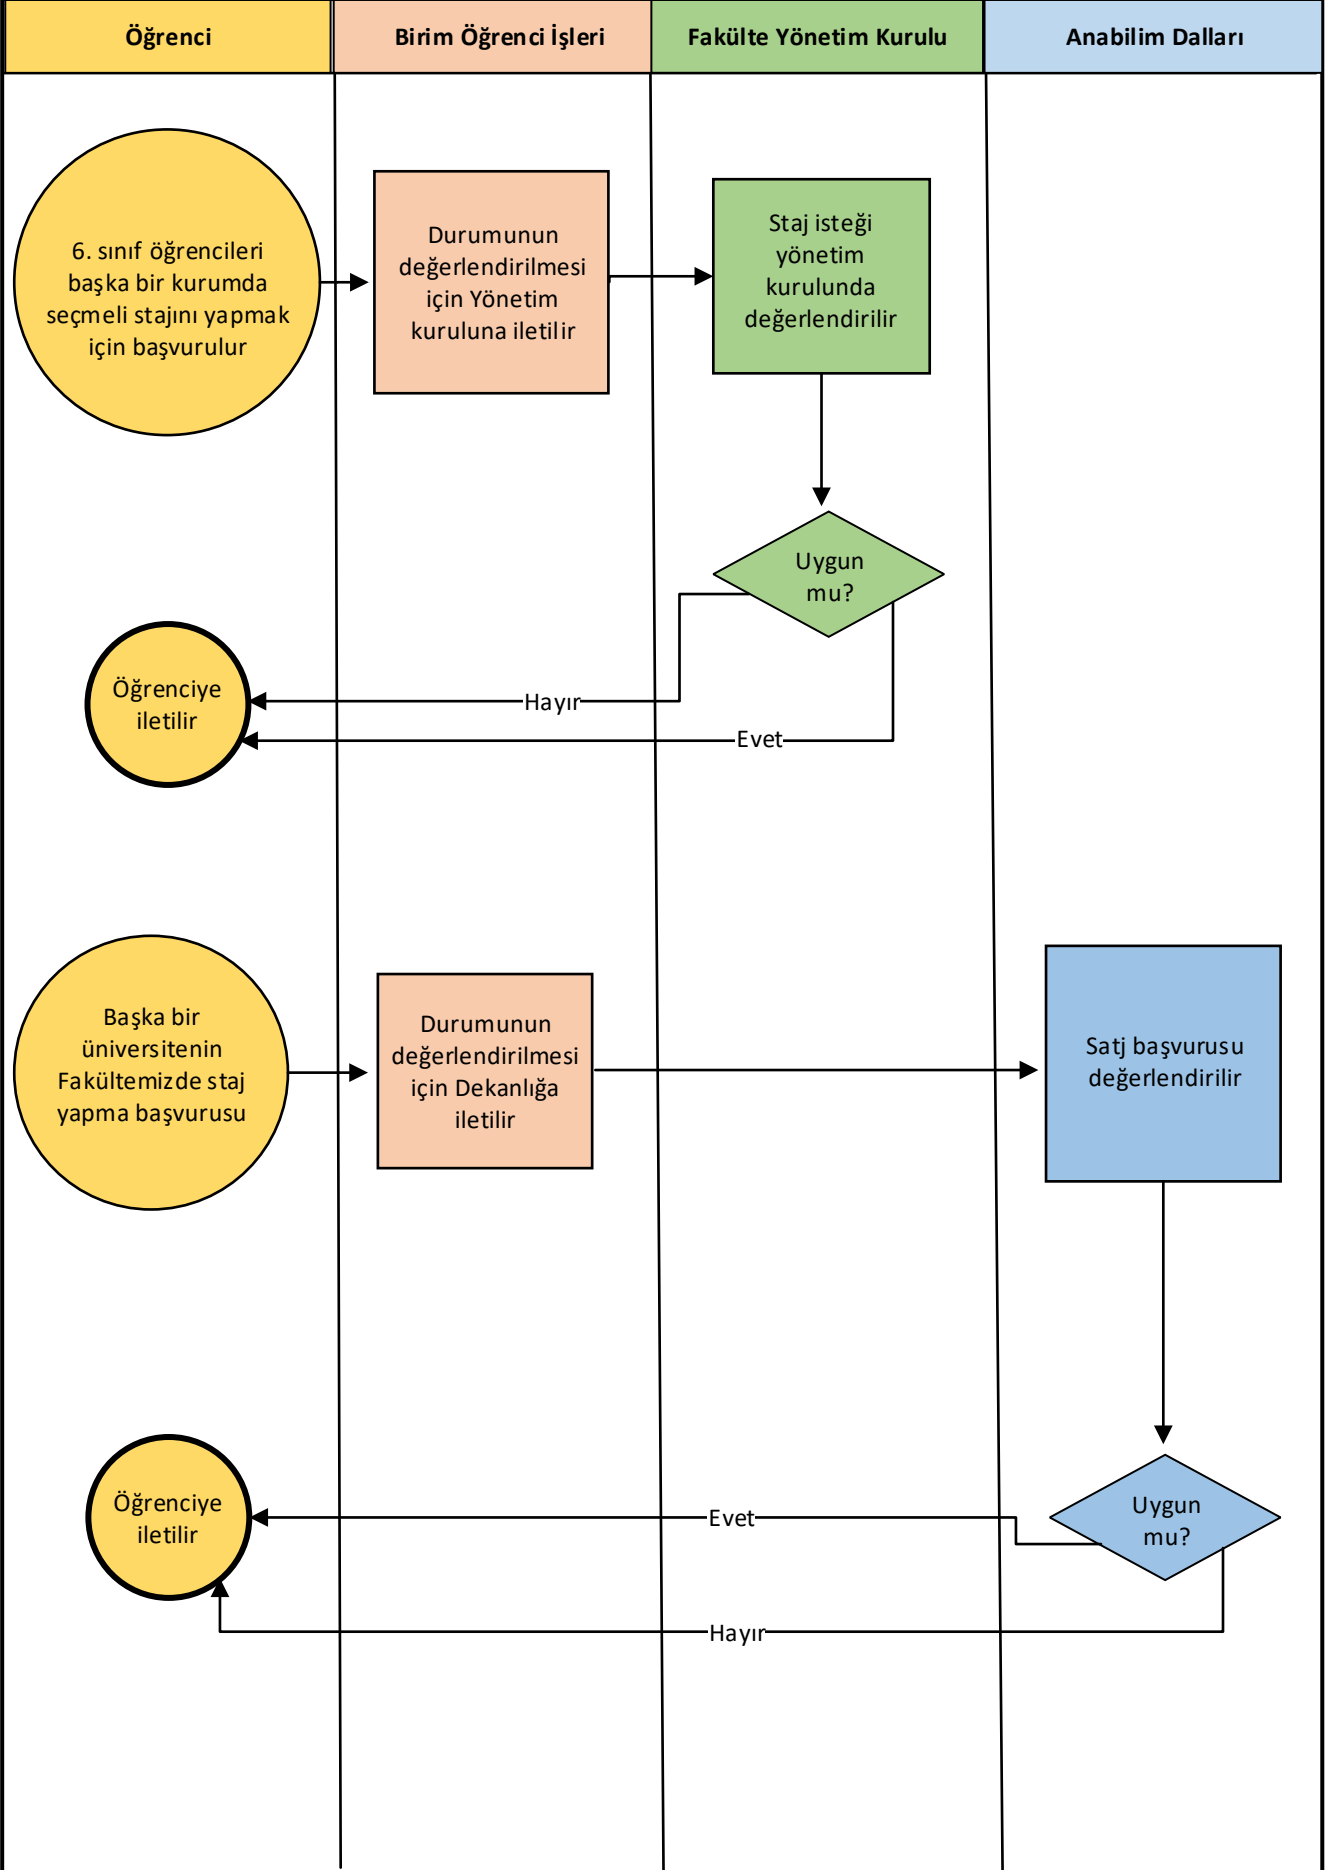 Öğrenci
Birim Öğrenci İşleri
Fakülte Yönetim Kurulu
Anabilim Dalları
6. sınıf öğrencileri
başka bir kurumda
seçmeli stajını yapmak
için başvurulur
Durumunun
değerlendirilmesi
için Yönetim
kuruluna iletilir
Staj isteği
yönetim
kurulunda
değerlendirilir
Uygun
mu?
Öğrenciye
iletilir
Hayır
Evet
Başka bir
üniversitenin
Fakültemizde staj
yapma başvurusu
Durumunun
değerlendirilmesi
için Dekanlığa
iletilir
Satj başvurusu
değerlendirilir
Öğrenciye
iletilir
Evet
Uygun
mu?
Hayır